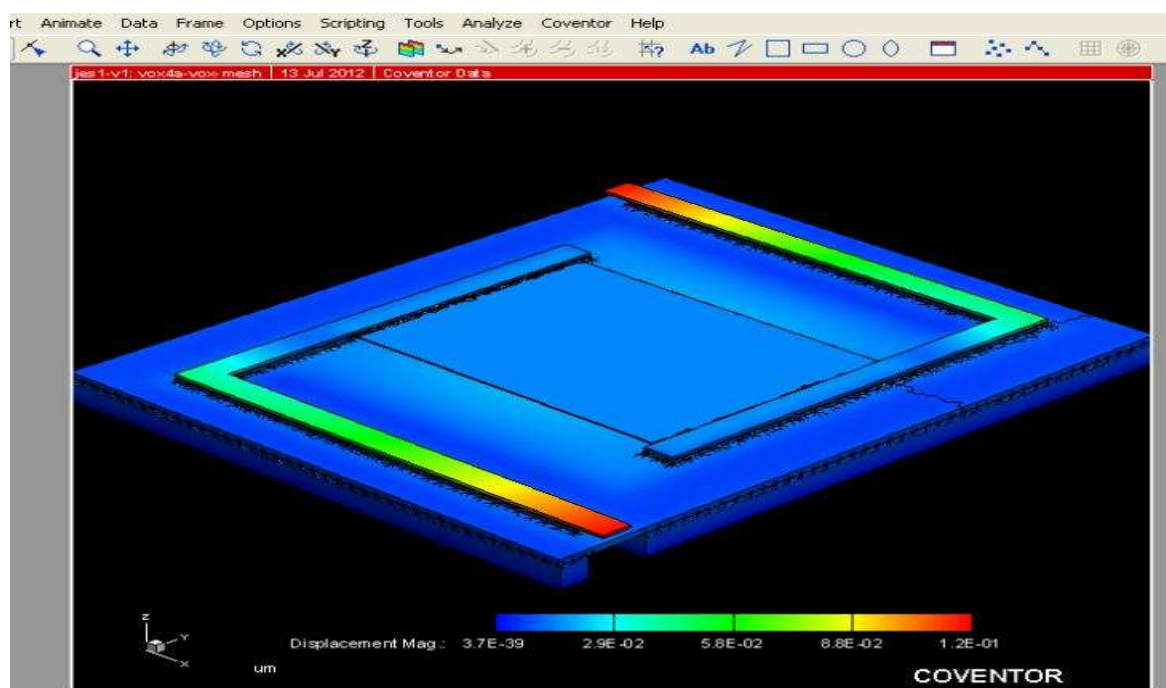 rt Animate Data Frame Options Scripting Tools Analyze Coventor Help
Ab
jes1-v1; vox4a-vox-mesh | 13 Jul 2012 | Coventor Data
z
Y
x
Displacement Mag.: 3.7E-39 2.9E-02 5.8E-02 8.8E-02 1.2E-01
um
COVENTOR